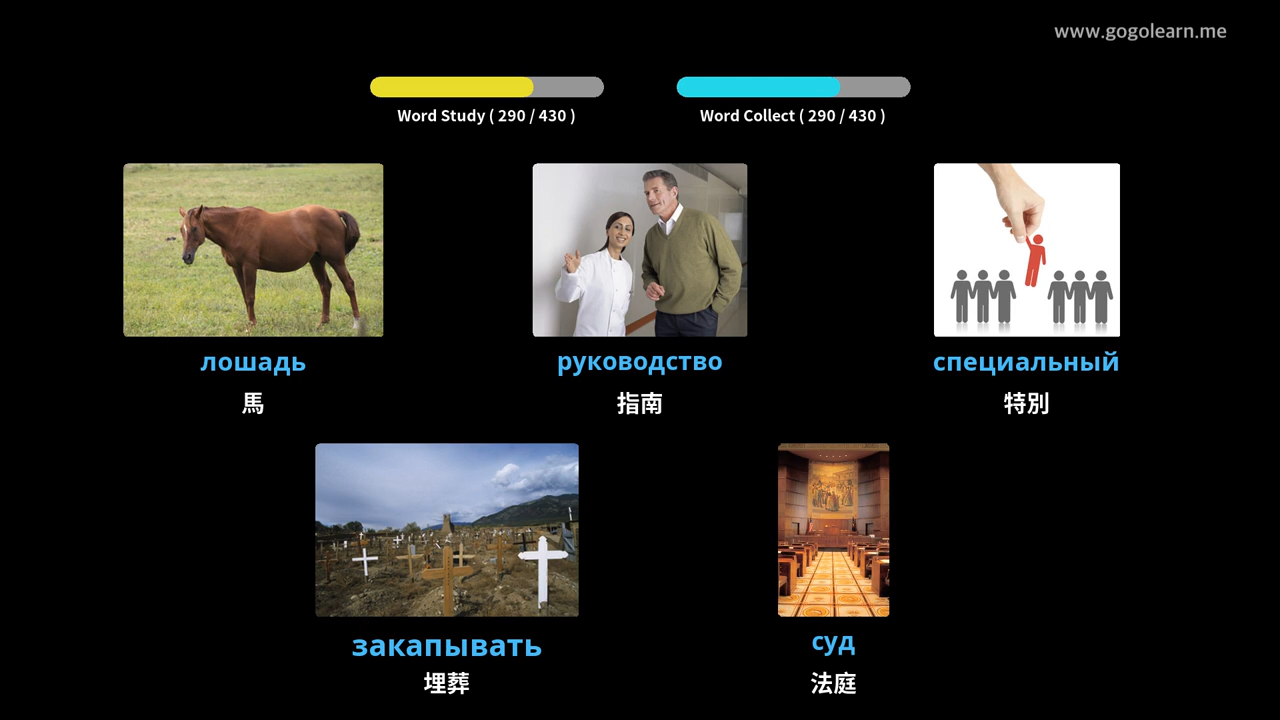 www.gogolearn.me
Word Study ( 290 / 430 )
Word Collect ( 290 / 430 )
лошадь
馬
руководство
指南
специальный
特別
закапывать
埋葬
суд
法庭